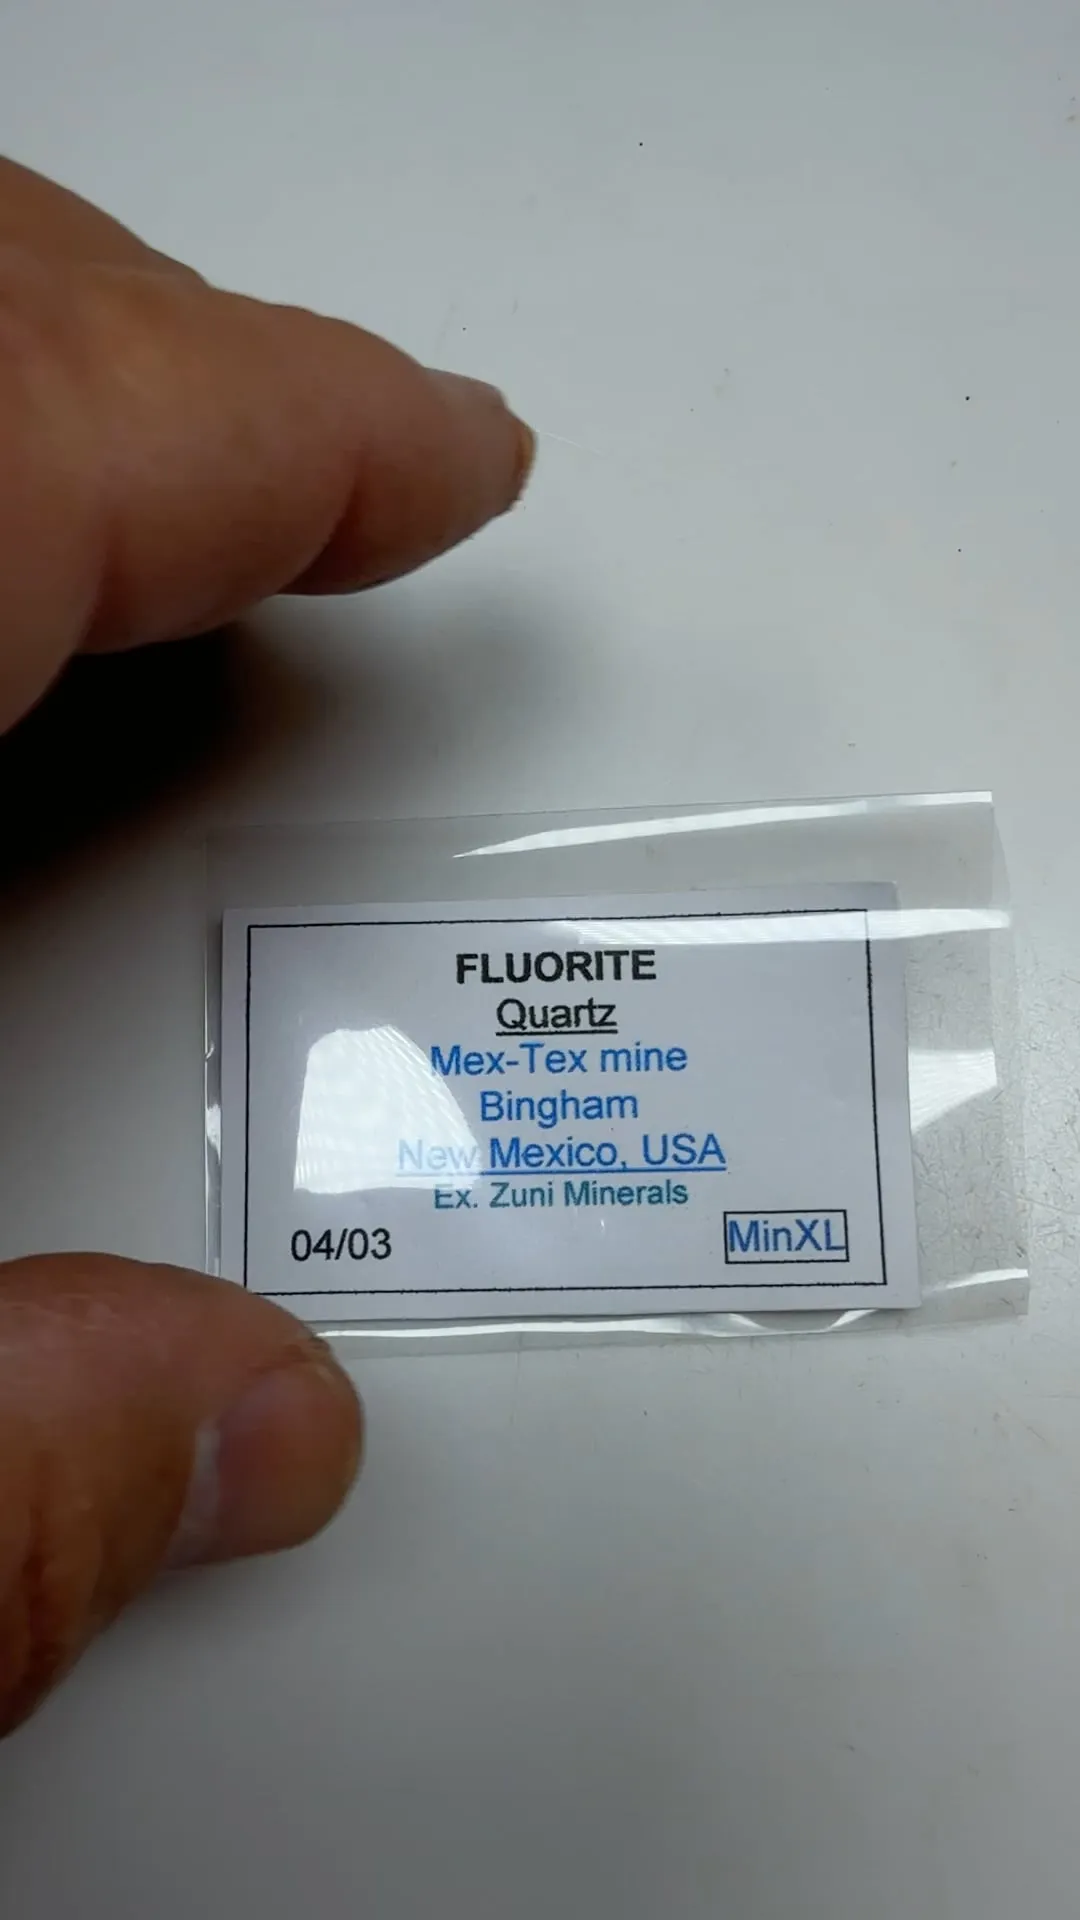 FLUORITE
Quartz
Mex-Tex mine
Bingham
New Mexico, USA
Ex. Zuni Minerals
04/03
MinXL